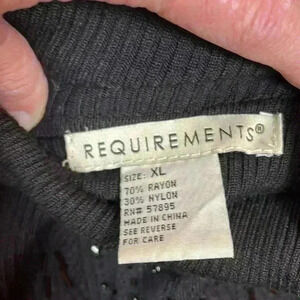 REQUIREMENTS®
SIZE: XL
70% RAYON
30% NYLON
RN# 57895
MADE IN CHINA
SEE REVERSE
FOR CARE